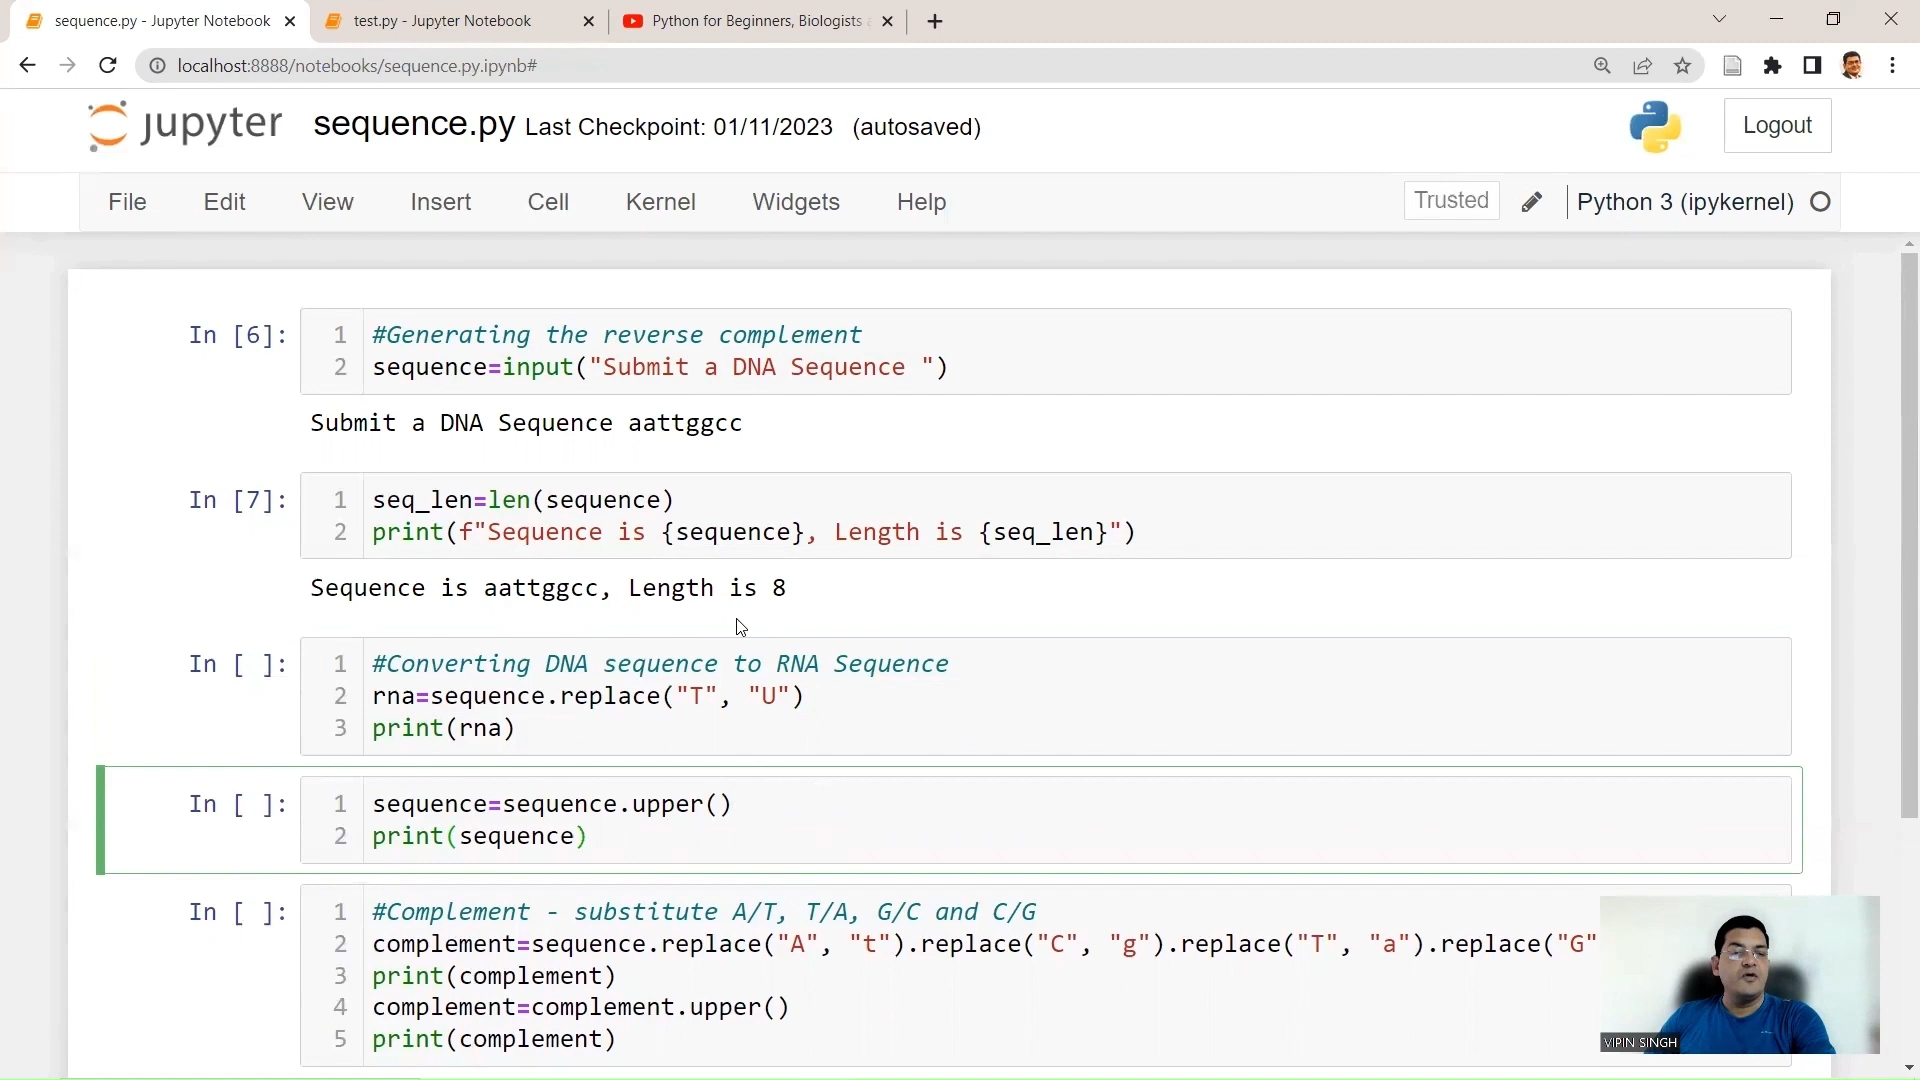 sequence.py - Jupyter Notebook
test.py - Jupyter Notebook
Python for Beginners, Biologists
localhost:8888/notebooks/sequence.py.ipynb#
jupyter sequence.py Last Checkpoint: 01/11/2023 (autosaved)
Logout
File Edit View Insert Cell Kernel Widgets Help
Trusted
Python 3 (ipykernel)
In [6]:
1 #Generating the reverse complement
2 sequence=input("Submit a DNA Sequence ")
Submit a DNA Sequence aattggcc
In [7]:
1 seq_len=len(sequence)
2 print(f"Sequence is {sequence}, Length is {seq_len}")
Sequence is aattggcc, Length is 8
In [ ]:
1 #Converting DNA sequence to RNA Sequence
2 rna=sequence.replace("T", "U")
3 print(rna)
In [ ]:
1 sequence=sequence.upper()
2 print(sequence)
In [ ]:
1 #Complement - substitute A/T, T/A, G/C and C/G
2 complement=sequence.replace("A", "t").replace("C", "g").replace("T", "a").replace("G"
3 print(complement)
4 complement=complement.upper()
5 print(complement)
VIPIN SINGH